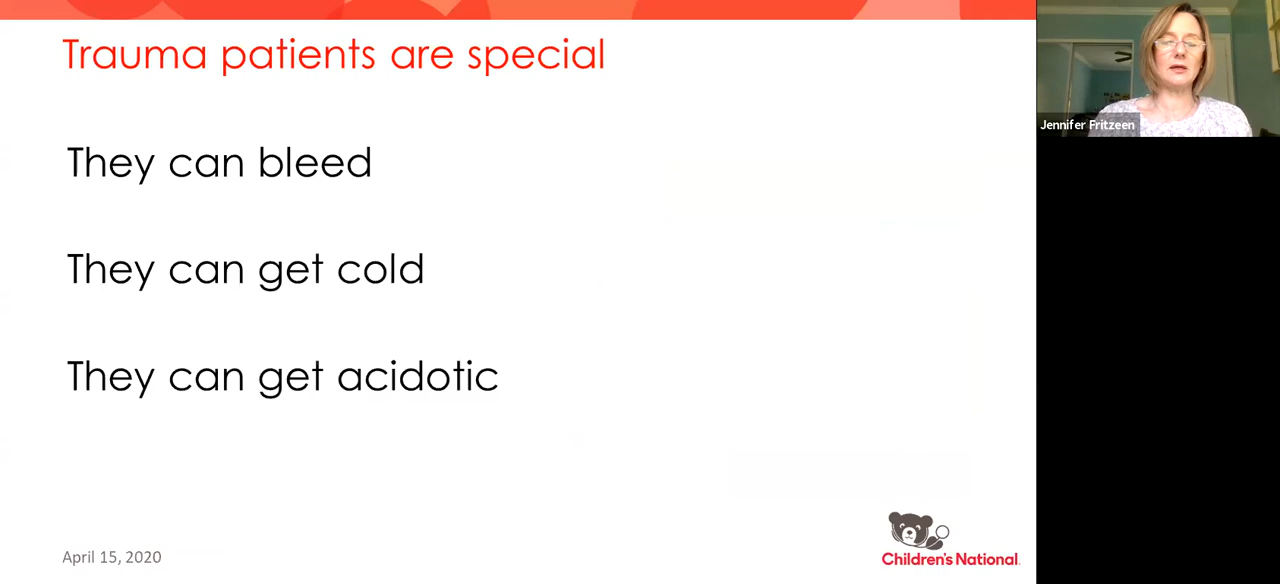 Trauma patients are special
They can bleed
They can get cold
They can get acidotic
April 15, 2020
Children's National
Jennifer Fritzeen